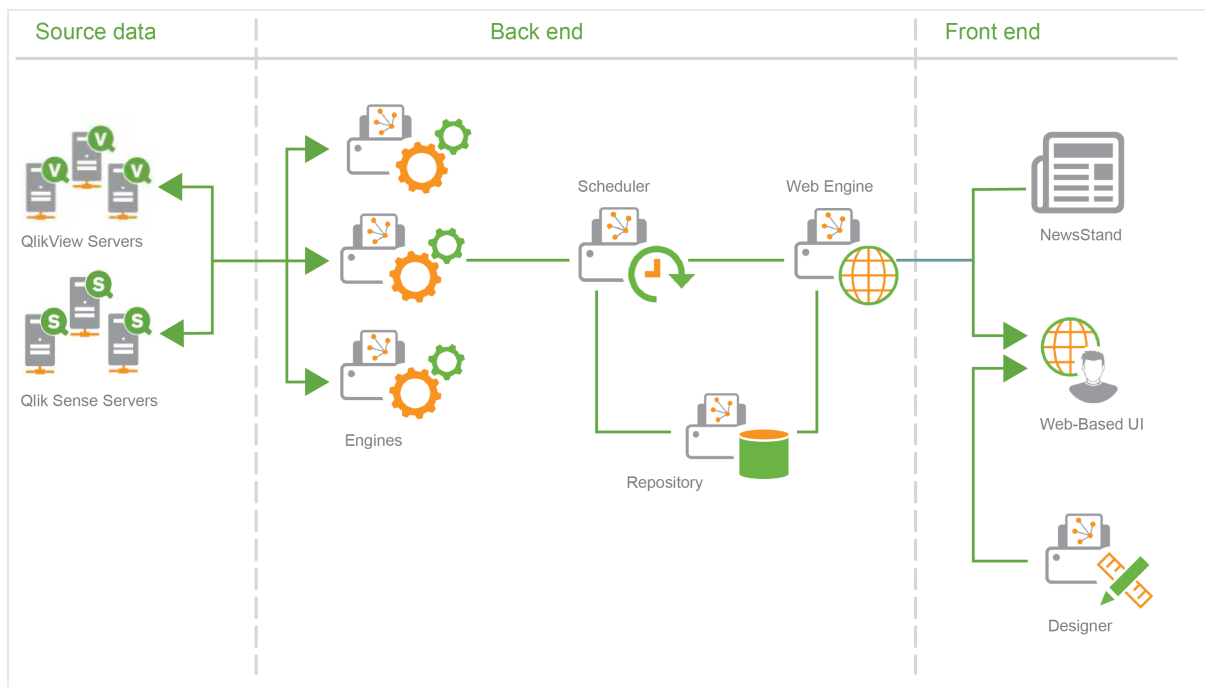 Source data
Back end
Front end
V
V
V
QlikView Servers
S
S
S
Qlik Sense Servers
Engines
Scheduler
Web Engine
Repository
NewsStand
Web-Based UI
Designer